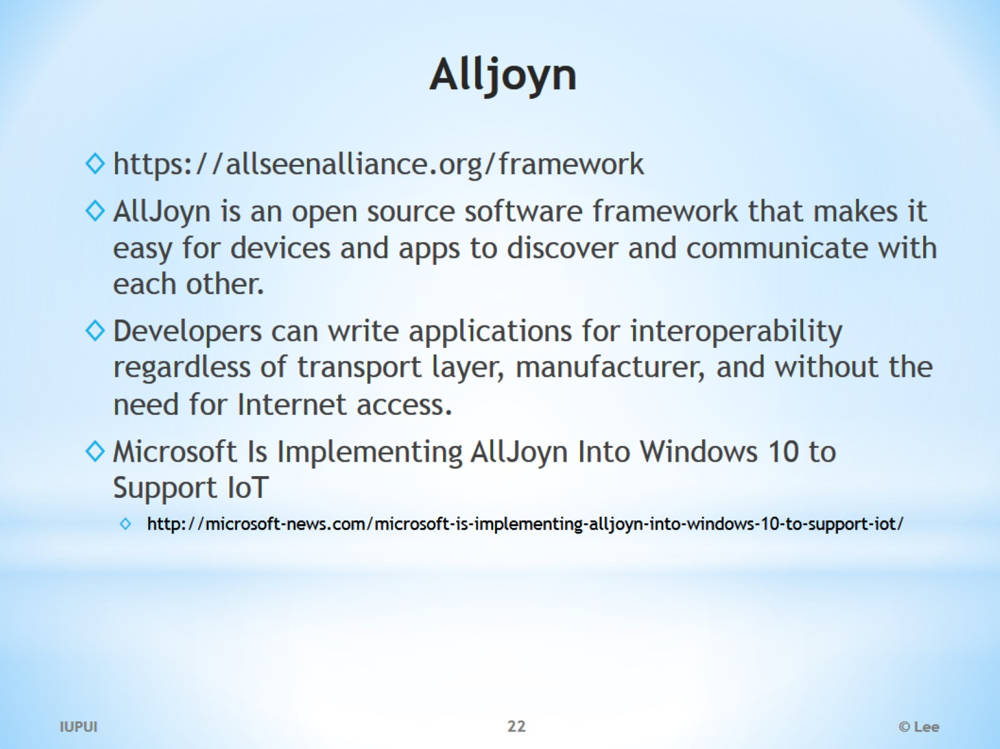 Alljoyn
https://allseenalliance.org/framework
AllJoyn is an open source software framework that makes it
easy for devices and apps to discover and communicate with
each other.
Developers can write applications for interoperability
regardless of transport layer, manufacturer, and without the
need for Internet access.
Microsoft Is Implementing AllJoyn Into Windows 10 to
Support IoT
http://microsoft-news.com/microsoft-is-implementing-alljoyn-into-windows-10-to-support-iot/
IUPUI
22
© Lee